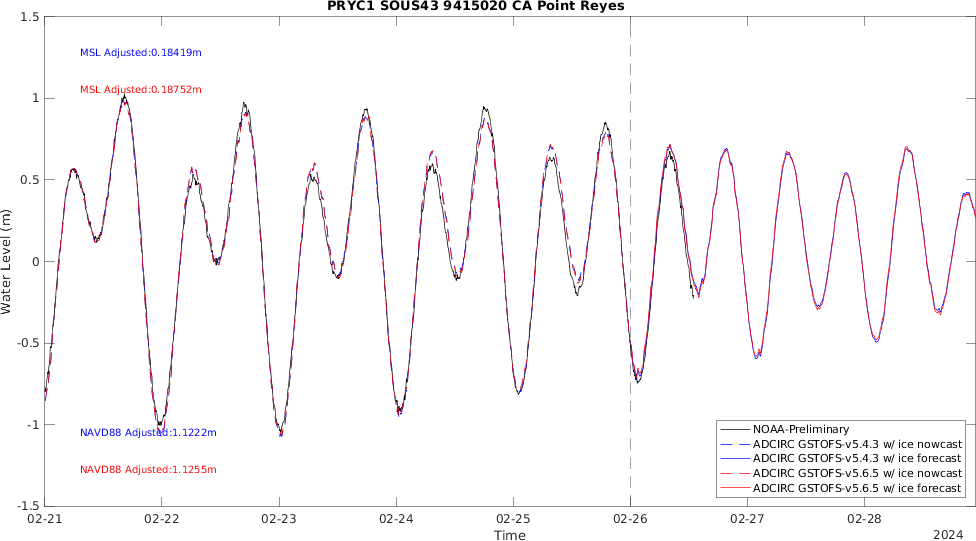 PRYC1 SOUS43 9415020 CA Point Reyes
1.5
MSL Adjusted:0.18419m
MSL Adjusted:0.18752m
1
0.5
Water Level (m)
0
-0.5
-1
NAVD88 Adjusted:1.1222m
NAVD88 Adjusted:1.1255m
-1.5
NOAA-Preliminary
ADCIRC GSTOFS-v5.4.3 w/ ice nowcast
ADCIRC GSTOFS-v5.4.3 w/ ice forecast
ADCIRC GSTOFS-v5.6.5 w/ ice nowcast
ADCIRC GSTOFS-v5.6.5 w/ ice forecast
02-21 02-22 02-23 02-24 02-25 02-26 02-27 02-28
Time
2024